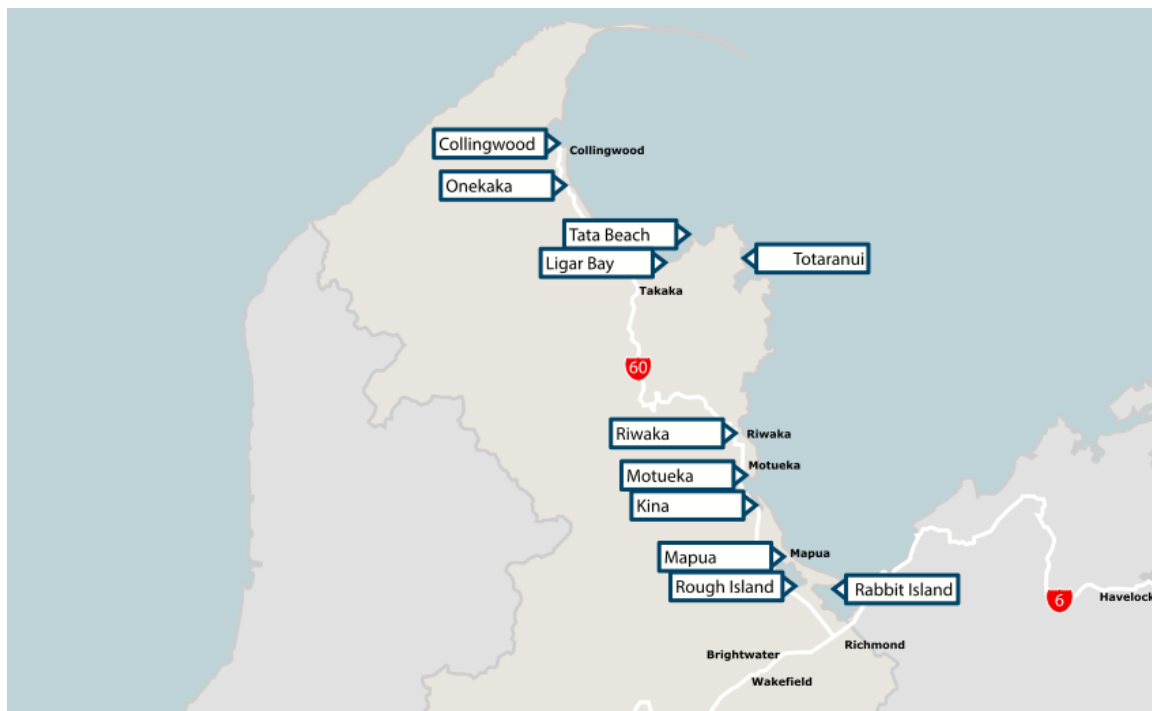 Collingwood
Collingwood
Onekaka
Tata Beach
Ligar Bay
Totaranui
Takaka
60
Riwaka
Riwaka
Motueka
Motueka
Kina
Mapua
Mapua
Rough Island
Rabbit Island
6
Havelock
Richmond
Brightwater
Wakefield